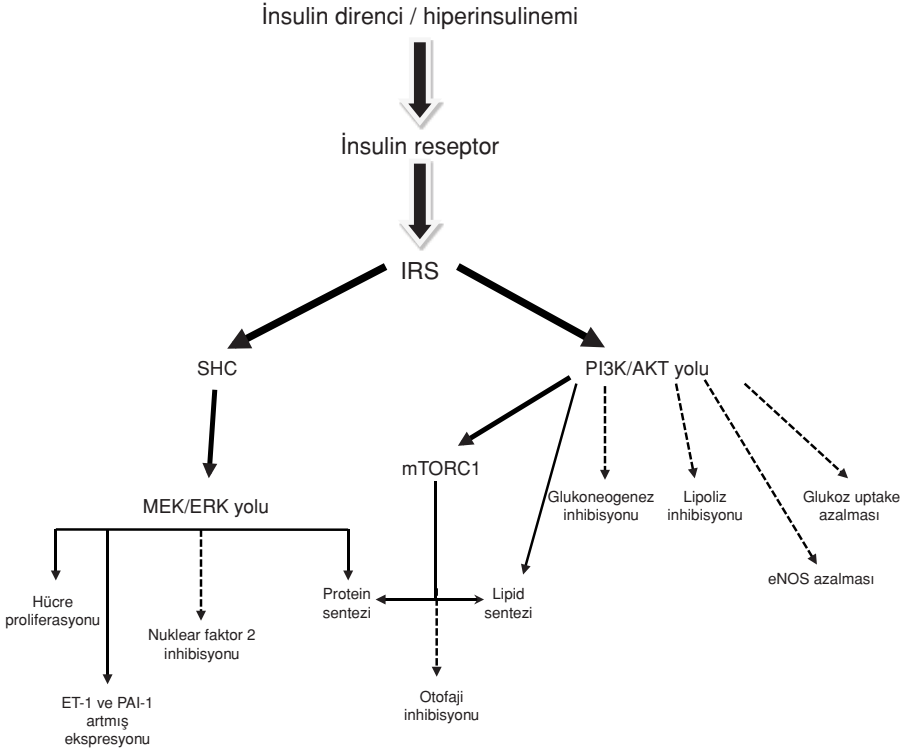 İnsulin direnci / hiperinsulinemi
İnsulin reseptor
IRS
SHC
PI3K/AKT yolu
mTORC1
MEK/ERK yolu
Glukoneogenez
inhibisyonu
Lipoliz
inhibisyonu
Glukoz uptake
azalması
eNOS azalması
Hücre
proliferasyonu
Nuklear faktor 2
inhibisyonu
Protein
sentezi
Lipid
sentezi
ET-1 ve PAI-1
artmış
ekspresyonu
Otofaji
inhibisyonu